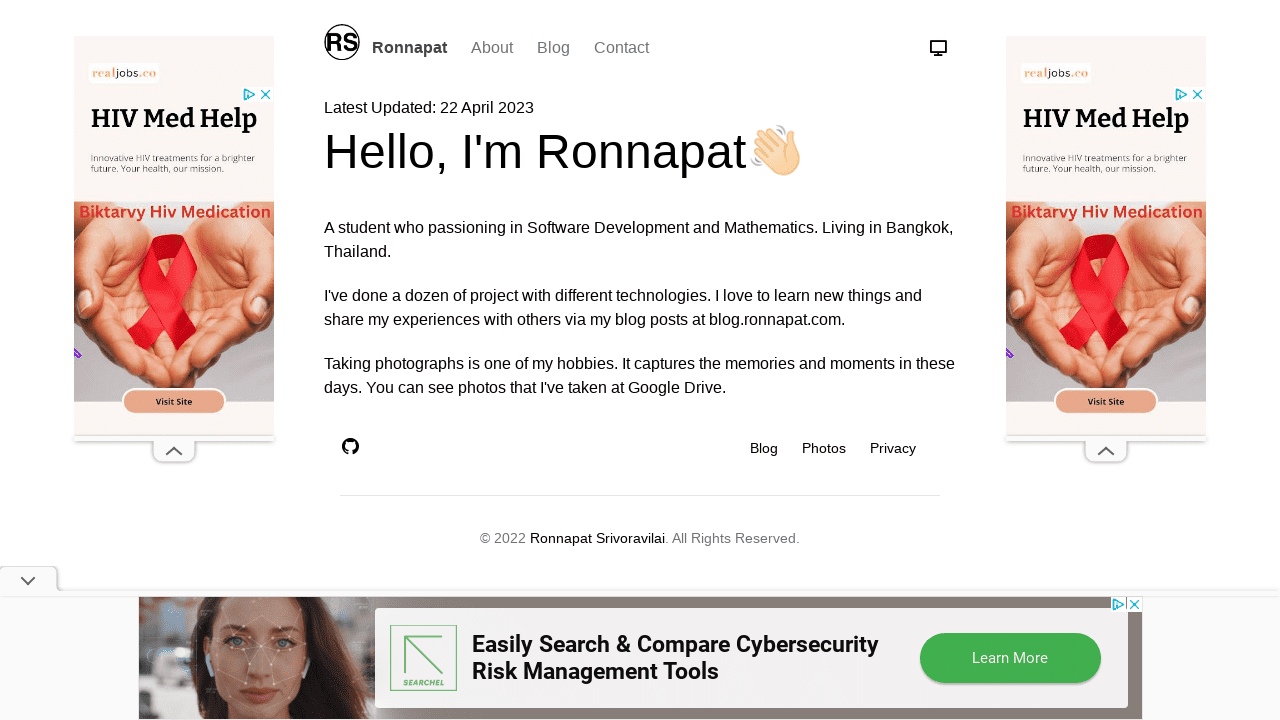 RS Ronnapat About Blog Contact
Latest Updated: 22 April 2023
Hello, I'm Ronnapat👋🏻
A student who passioning in Software Development and Mathematics. Living in Bangkok,
Thailand.
I've done a dozen of project with different technologies. I love to learn new things and
share my experiences with others via my blog posts at blog.ronnapat.com.
Taking photographs is one of my hobbies. It captures the memories and moments in these
days. You can see photos that I've taken at Google Drive.
Blog Photos Privacy
© 2022 Ronnapat Srivoravilai. All Rights Reserved.
realjobs.co
HIV Med Help
Innovative HIV treatments for a brighter
future. Your health, our mission.
Biktarvy Hiv Medication
Visit Site
realjobs.co
HIV Med Help
Innovative HIV treatments for a brighter
future. Your health, our mission.
Biktarvy Hiv Medication
Visit Site
SEARCHEL
Easily Search & Compare Cybersecurity
Risk Management Tools
Learn More